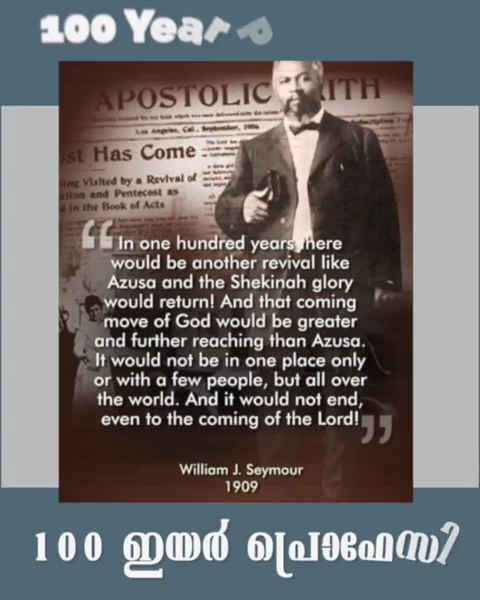 100 Year P
APOSTOLIC FAITH
Los Angeles, Cal., September, 1906
st Has Come
ing Visited by a Revival of
ation and Pentecost as
d in the Book of Acts
“In one hundred years there
would be another revival like
Azusa and the Shekinah glory
would return! And that coming
move of God would be greater
and further reaching than Azusa.
It would not be in one place only
or with a few people, but all over
the world. And it would not end,
even to the coming of the Lord!”
William J. Seymour
1909
100 ഇയർ പ്രൊഫേസി